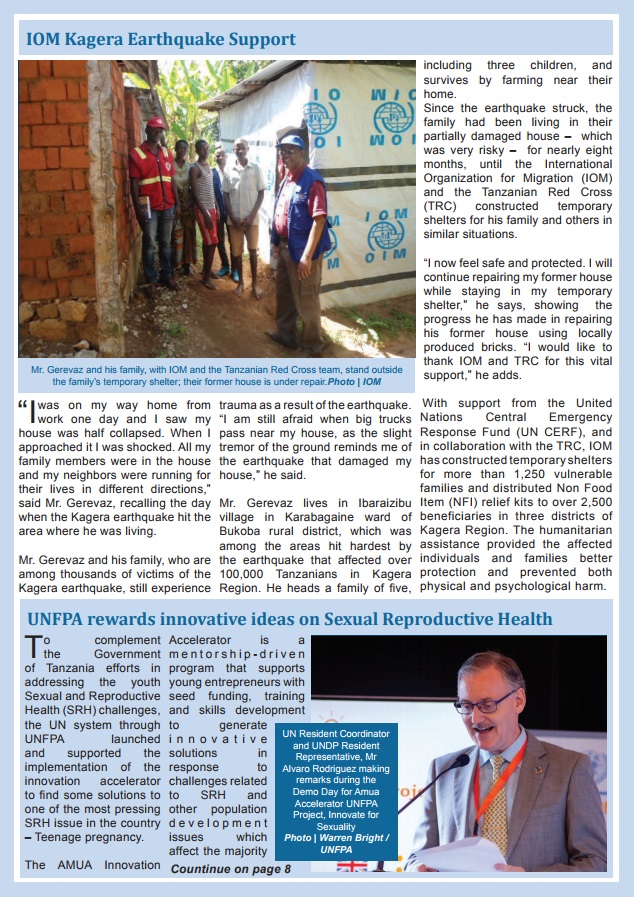 IOM Kagera Earthquake Support
IOM
IOM
IOM
IOM
IOM
IOM
Mr. Gerevaz and his family, with IOM and the Tanzanian Red Cross team, stand outside
the family's temporary shelter; their former house is under repair.Photo | IOM
“I was on my way home from
work one day and I saw my
house was half collapsed. When I
approached it I was shocked. All my
family members were in the house
and my neighbors were running for
their lives in different directions,”
said Mr. Gerevaz, recalling the day
when the Kagera earthquake hit the
area where he was living.
Mr. Gerevaz and his family, who are
among thousands of victims of the
Kagera earthquake, still experience
trauma as a result of the earthquake.
“I am still afraid when big trucks
pass near my house, as the slight
tremor of the ground reminds me of
the earthquake that damaged my
house,” he said.
Mr. Gerevaz lives in Ibaraizibu
village in Karabagaine ward of
Bukoba rural district, which was
among the areas hit hardest by
the earthquake that affected over
100,000 Tanzanians in Kagera
Region. He heads a family of five,
including three children, and
survives by farming near their
home.
Since the earthquake struck, the
family had been living in their
partially damaged house – which
was very risky – for nearly eight
months, until the International
Organization for Migration (IOM)
and the Tanzanian Red Cross
(TRC) constructed temporary
shelters for his family and others in
similar situations.
“I now feel safe and protected. I will
continue repairing my former house
while staying in my temporary
shelter,” he says, showing the
progress he has made in repairing
his former house using locally
produced bricks. “I would like to
thank IOM and TRC for this vital
support,” he adds.
With support from the United
Nations Central Emergency
Response Fund (UN CERF), and
in collaboration with the TRC, IOM
has constructed temporary shelters
for more than 1,250 vulnerable
families and distributed Non Food
Item (NFI) relief kits to over 2,500
beneficiaries in three districts of
Kagera Region. The humanitarian
assistance provided the affected
individuals and families better
protection and prevented both
physical and psychological harm.
UNFPA rewards innovative ideas on Sexual Reproductive Health
To complement
the Government
of Tanzania efforts in
addressing the youth
Sexual and Reproductive
Health (SRH) challenges,
the UN system through
UNFPA launched
and supported the
implementation of the
innovation accelerator
to find some solutions to
one of the most pressing
SRH issue in the country
– Teenage pregnancy.
The AMUA Innovation
Accelerator is a
mentorship-driven
program that supports
young entrepreneurs with
seed funding, training
and skills development
to generate
innovative
solutions in
response to
challenges related
to SRH and
other population
development
issues which
affect the majority
Countinue on page 8
UN Resident Coordinator
and UNDP Resident
Representative, Mr
Alvaro Rodriguez making
remarks during the
Demo Day for Amua
Accelerator UNFPA
Project, Innovate for
Sexuality
Photo | Warren Bright /
UNFPA